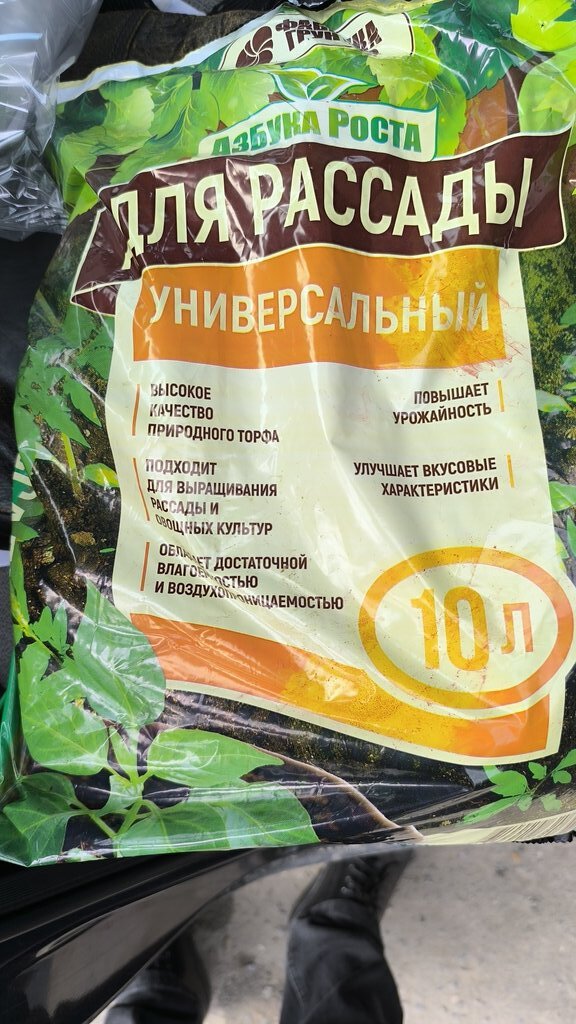 АЗБУКА РОСТА
ДЛЯ РАССАДЫ
УНИВЕРСАЛЬНЫЙ
ВЫСОКОЕ
КАЧЕСТВО
ПРИРОДНОГО ТОРФА
ПОДХОДИТ
ДЛЯ ВЫРАЩИВАНИЯ
РАССАДЫ И
ОВОЩНЫХ КУЛЬТУР
ДОСТАТОЧНОЙ
И ВОЗДУХОПРОНИЦАЕМОСТЬЮ
ПОВЫШАЕТ
УРОЖАЙНОСТЬ
УЛУЧШАЕТ ВКУСОВЫЕ
ХАРАКТЕРИСТИКИ
10 л